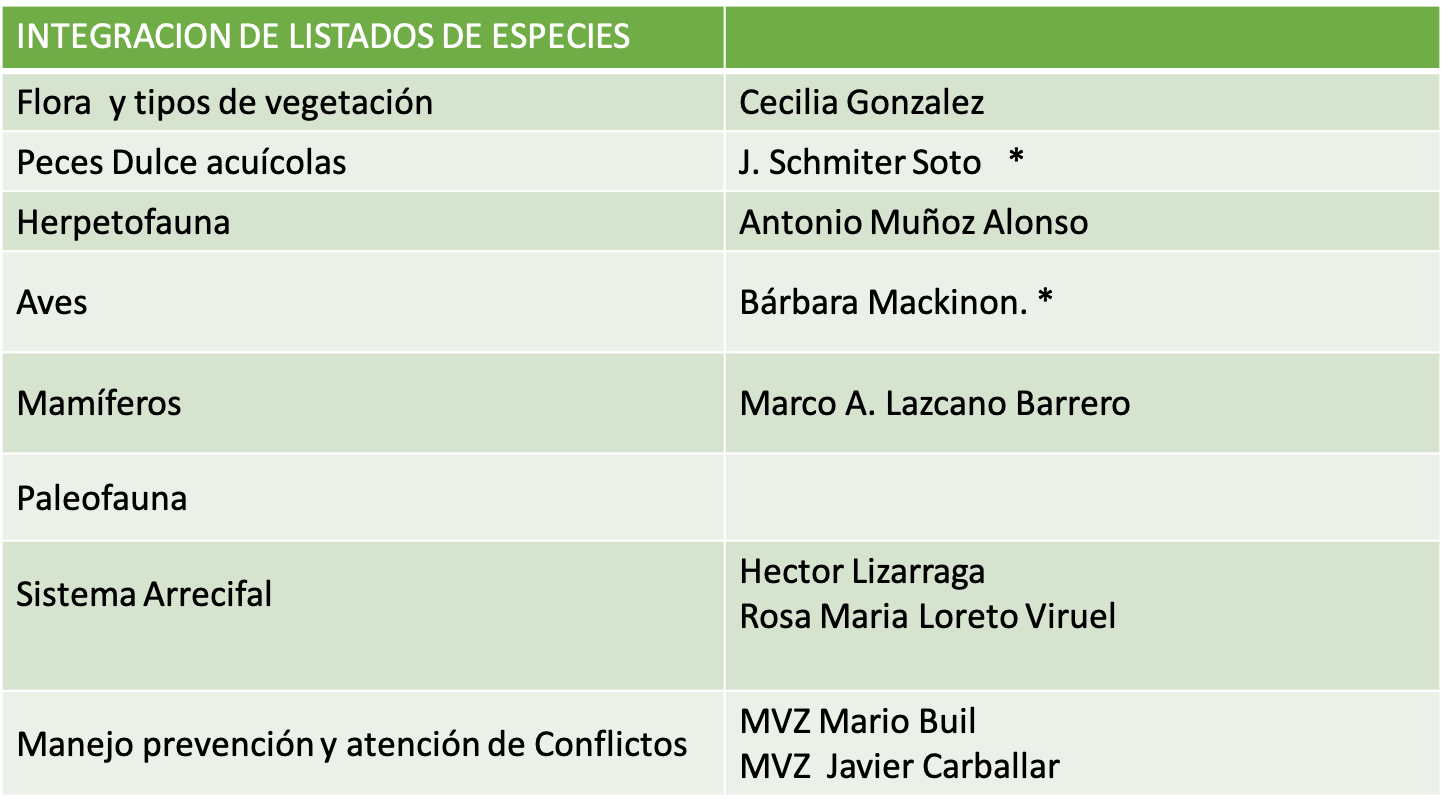 INTEGRACION DE LISTADOS DE ESPECIES
Flora y tipos de vegetación Cecilia Gonzalez
Peces Dulce acuícolas J. Schmiter Soto *
Herpetofauna Antonio Muñoz Alonso
Aves Bárbara Mackinon. *
Mamíferos Marco A. Lazcano Barrero
Paleofauna
Sistema Arrecifal
Hector Lizarraga
Rosa Maria Loreto Viruel
Manejo prevención y atención de Conflictos
MVZ Mario Buil
MVZ Javier Carballar